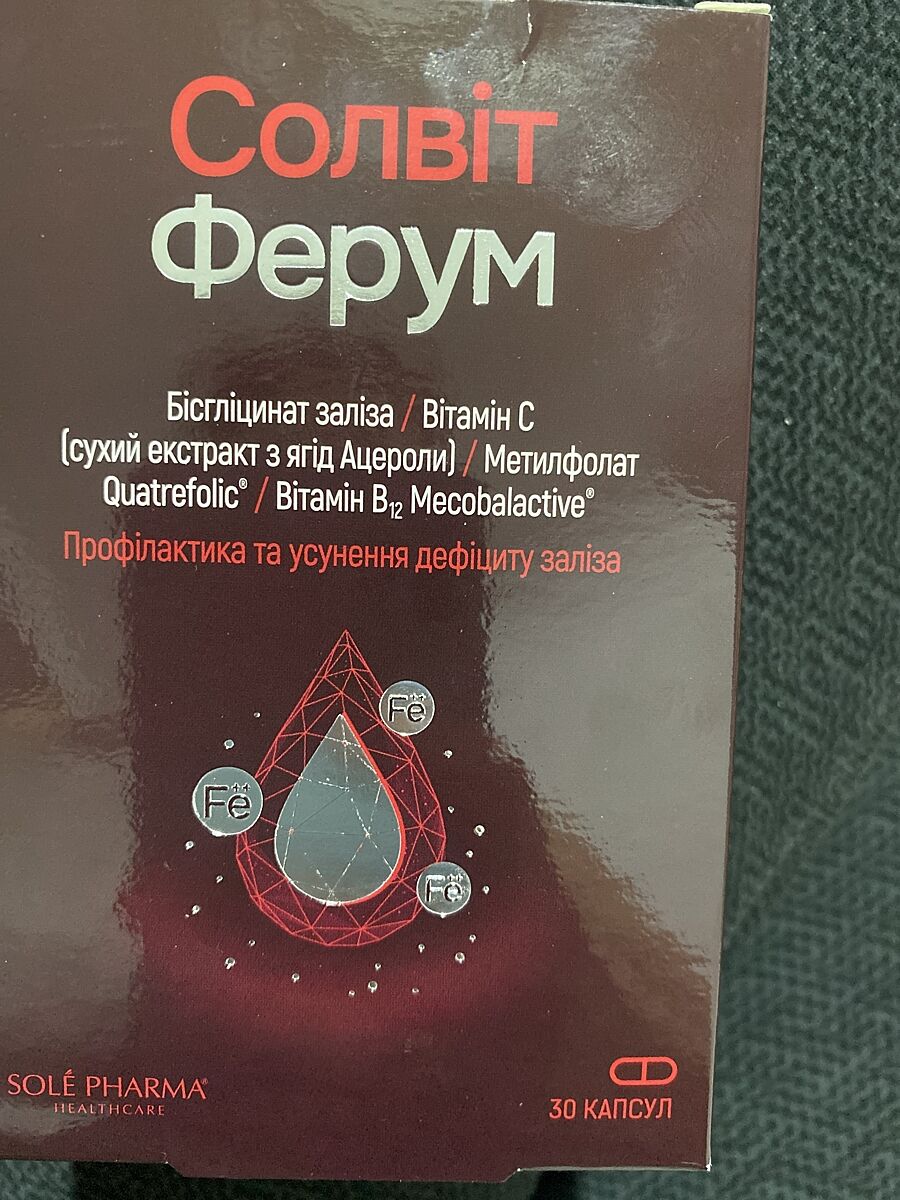 Солвіт
Ферум
Бісгліцинат заліза / Вітамін С
(сухий екстракт з ягід Ацероли) / Метилфолат
Quatrefolic® / Вітамін B₁₂ Mecobalactive®
Профілактика та усунення дефіциту заліза
Fe++
Fe++
Fe++
SOLÉ PHARMA®
HEALTHCARE
30 КАПСУЛ